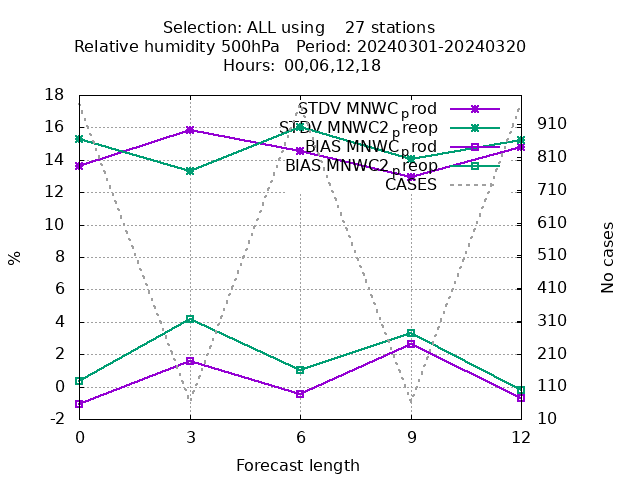 Selection: ALL using    27 stations
Relative humidity 500hPa   Period: 20240301-20240320
Hours: 00,06,12,18
STDV MNWC_prod
STDV MNWC2_preop
BIAS MNWC_prod
BIAS MNWC2_preop
CASES
18
16
14
12
10
8
6
4
2
0
-2
%
910
810
710
610
510
410
310
210
110
10
No cases
0 3 6 9 12
Forecast length